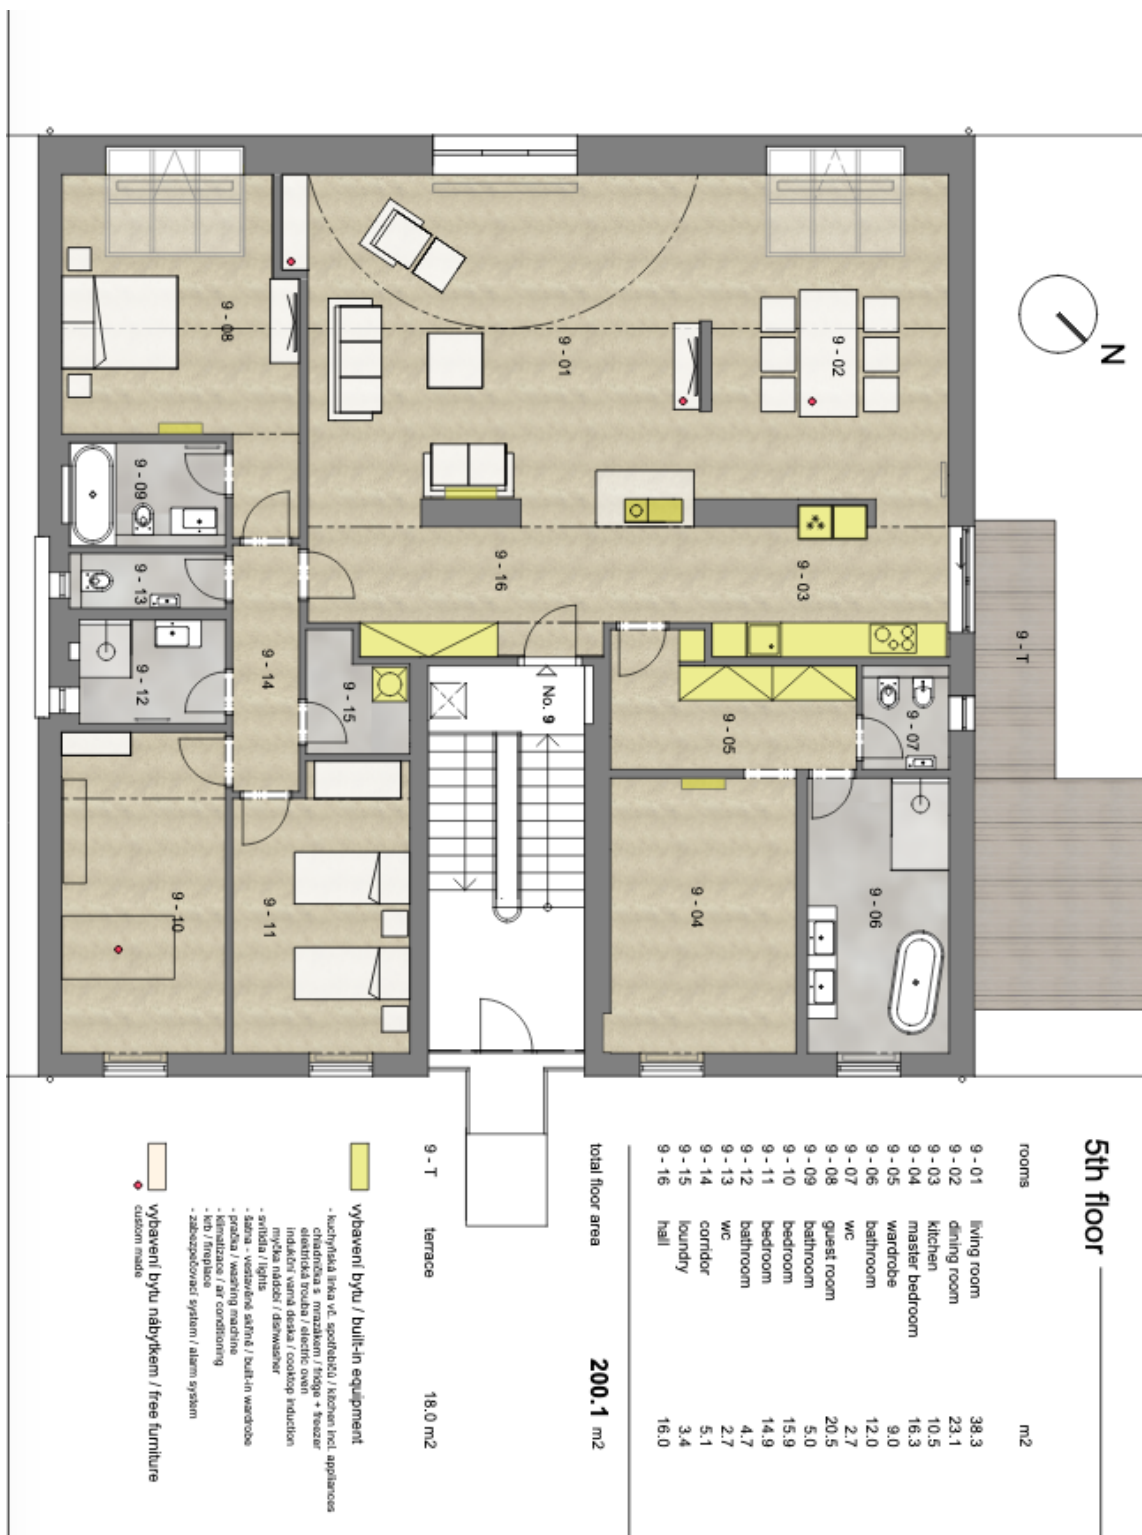 N
5th floor
rooms m2
9 - 01 living room 38.3
9 - 02 dining room 23.1
9 - 03 kitchen 10.5
9 - 04 master bedroom 16.3
9 - 05 wardrobe 9.0
9 - 06 bathroom 12.0
9 - 07 wc 2.7
9 - 08 guest room 20.5
9 - 09 bathroom 5.0
9 - 10 bedroom 15.9
9 - 11 bedroom 14.9
9 - 12 bathroom 4.7
9 - 13 wc 2.7
9 - 14 corridor 5.1
9 - 15 loundry 3.4
9 - 16 hall 16.0
total floor area 200.1 m2
9 - T terrace 18.0 m2
vybavení bytu / built-in equipment
- kuchyňská linka vč. spotřebičů / kitchen incl. appliances
chladnička s mrazákem / fridge + freezer
elektrická trouba / electric oven
indukční varná deska / cooktop induction
myčka nádobí / dishwasher
- svítidla / lights
- šatna - vestavěné skříně / built-in wardrobe
- pračka / washing machine
- klimatizace / air conditioning
- krb / fireplace
- zabezpečovací systém / alarm system
vybavení bytu nábytkem / free furniture
custom made
9 - T
9 - 02
9 - 03
9 - 07
9 - 06
9 - 01
9 - 05
9 - 04
9 - 16
No. 9
9 - 08
9 - 14
9 - 15
9 - 11
9 - 09
9 - 13
9 - 12
9 - 10